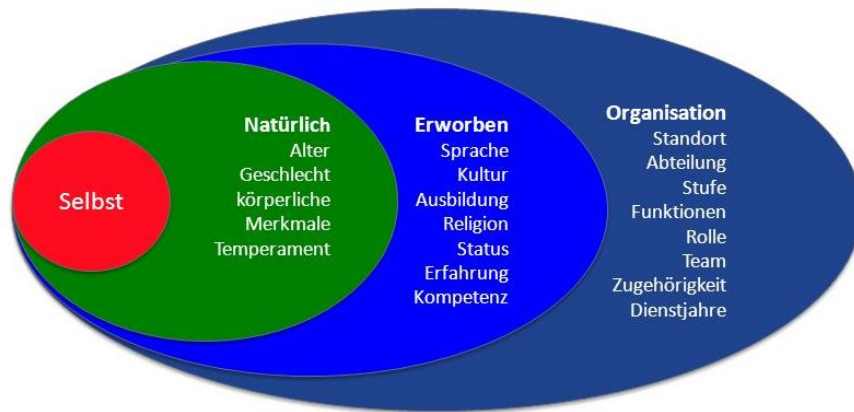 Selbst
Natürlich
Alter
Geschlecht
körperliche
Merkmale
Temperament
Erworben
Sprache
Kultur
Ausbildung
Religion
Status
Erfahrung
Kompetenz
Organisation
Standort
Abteilung
Stufe
Funktionen
Rolle
Team
Zugehörigkeit
Dienstjahre